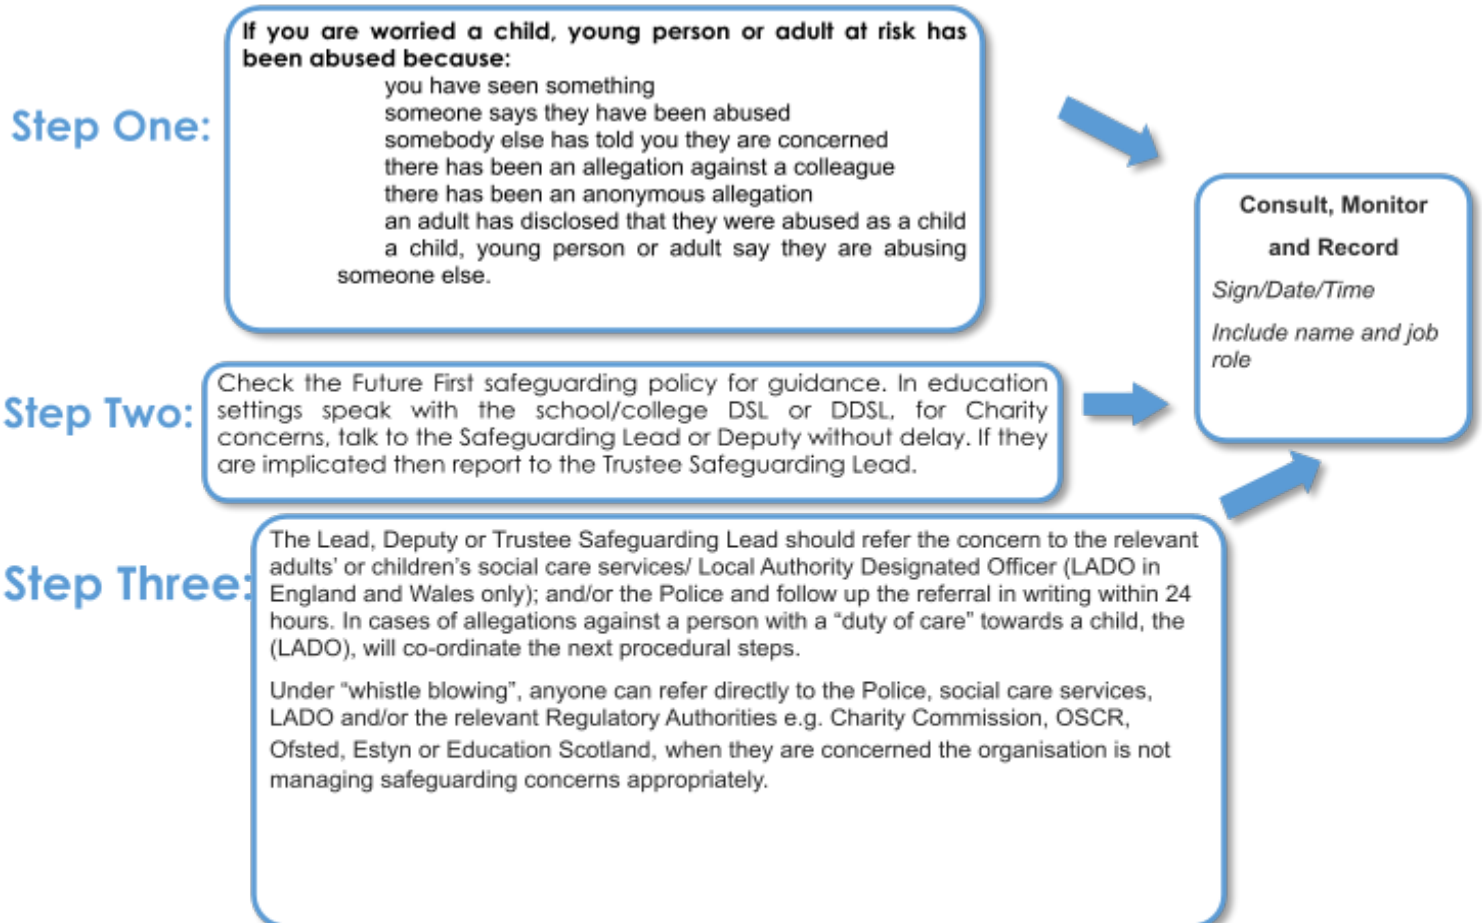 Step One:
If you are worried a child, young person or adult at risk has
been abused because:
you have seen something
someone says they have been abused
somebody else has told you they are concerned
there has been an allegation against a colleague
there has been an anonymous allegation
an adult has disclosed that they were abused as a child
a child, young person or adult say they are abusing
someone else.
Consult, Monitor
and Record
Sign/Date/Time
Include name and job
role
Step Two:
Check the Future First safeguarding policy for guidance. In education
settings speak with the school/college DSL or DDSL, for Charity
concerns, talk to the Safeguarding Lead or Deputy without delay. If they
are implicated then report to the Trustee Safeguarding Lead.
Step Three:
The Lead, Deputy or Trustee Safeguarding Lead should refer the concern to the relevant
adults’ or children’s social care services/ Local Authority Designated Officer (LADO in
England and Wales only); and/or the Police and follow up the referral in writing within 24
hours. In cases of allegations against a person with a “duty of care” towards a child, the
(LADO), will co-ordinate the next procedural steps.
Under “whistle blowing”, anyone can refer directly to the Police, social care services,
LADO and/or the relevant Regulatory Authorities e.g. Charity Commission, OSCR,
Ofsted, Estyn or Education Scotland, when they are concerned the organisation is not
managing safeguarding concerns appropriately.